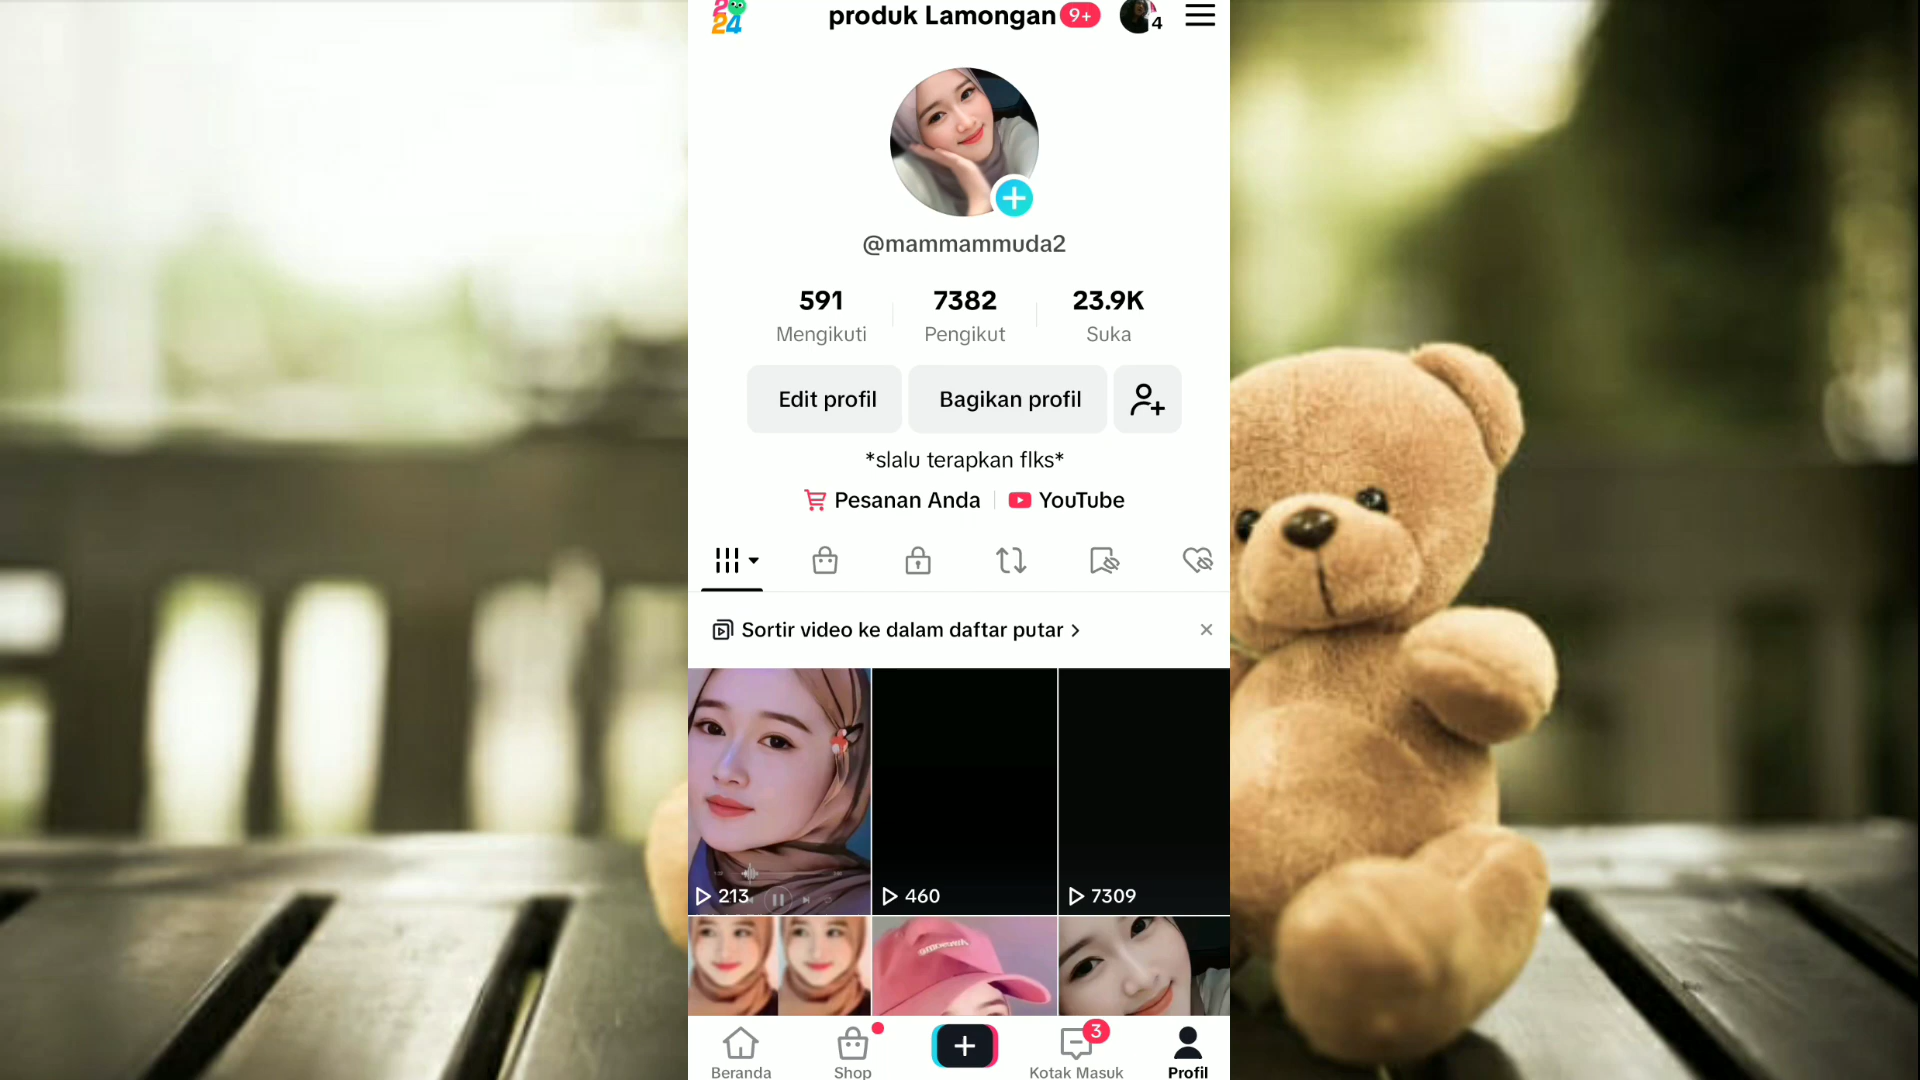 2024
produk Lamongan 9+
4
@mammammuda2
591 7382 23.9K
Mengikuti Pengikut Suka
Edit profil Bagikan profil
*slalu terapkan flks*
Pesanan Anda YouTube
Sortir video ke dalam daftar putar
213 460 7309
3
Beranda Shop Kotak Masuk Profil